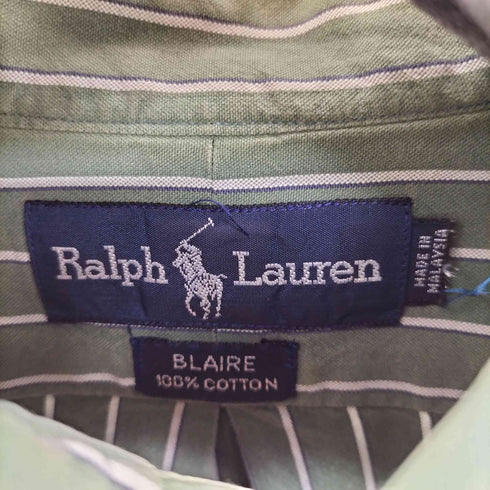 Ralph Lauren
MADE IN
MALAYSIA
BLAIRE
100% COTTON